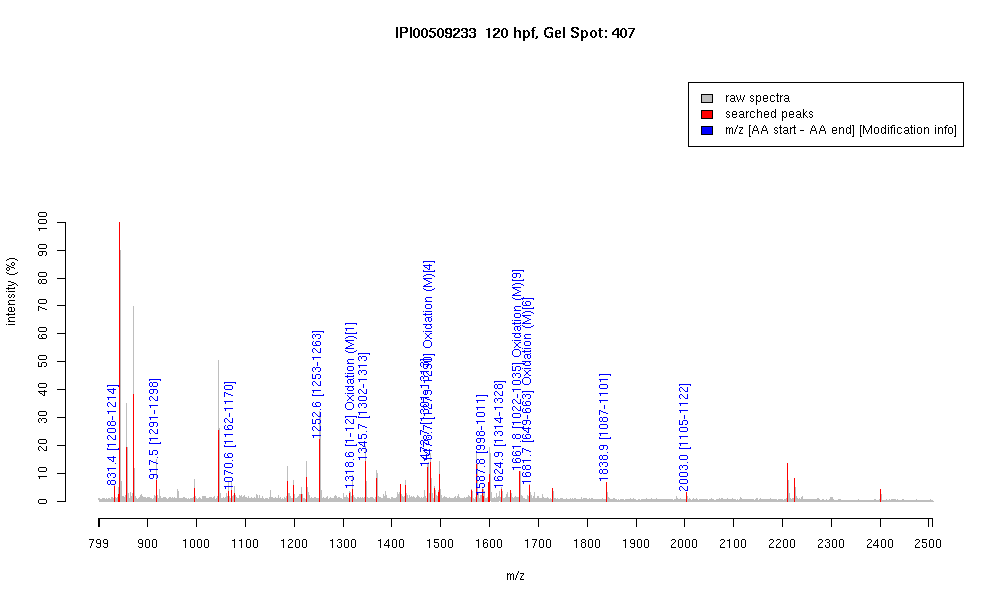 IPI00509233 120 hpf, Gel Spot: 407
raw spectra
searched peaks
m/z [AA start - AA end] [Modification info]
intensity (%)
100
90
80
70
60
50
40
30
20
10
0
831.4 [1208-1214]
917.5 [1291-1298]
1070.6 [1162-1170]
1252.6 [1253-1263]
1318.6 [1-12] Oxidation (M)[1]
1345.7 [1302-1313]
Oxidation (M)[4]
1587.8 [998-1011]
1624.9 [1314-1328]
1661.8 [1022-1035] Oxidation (M)[9]
1681.7 [649-663] Oxidation (M)[6]
1838.9 [1087-1101]
2003.0 [1105-1122]
799 900 1000 1100 1200 1300 1400 1500 1600 1700 1800 1900 2000 2100 2200 2300 2400 2500
m/z